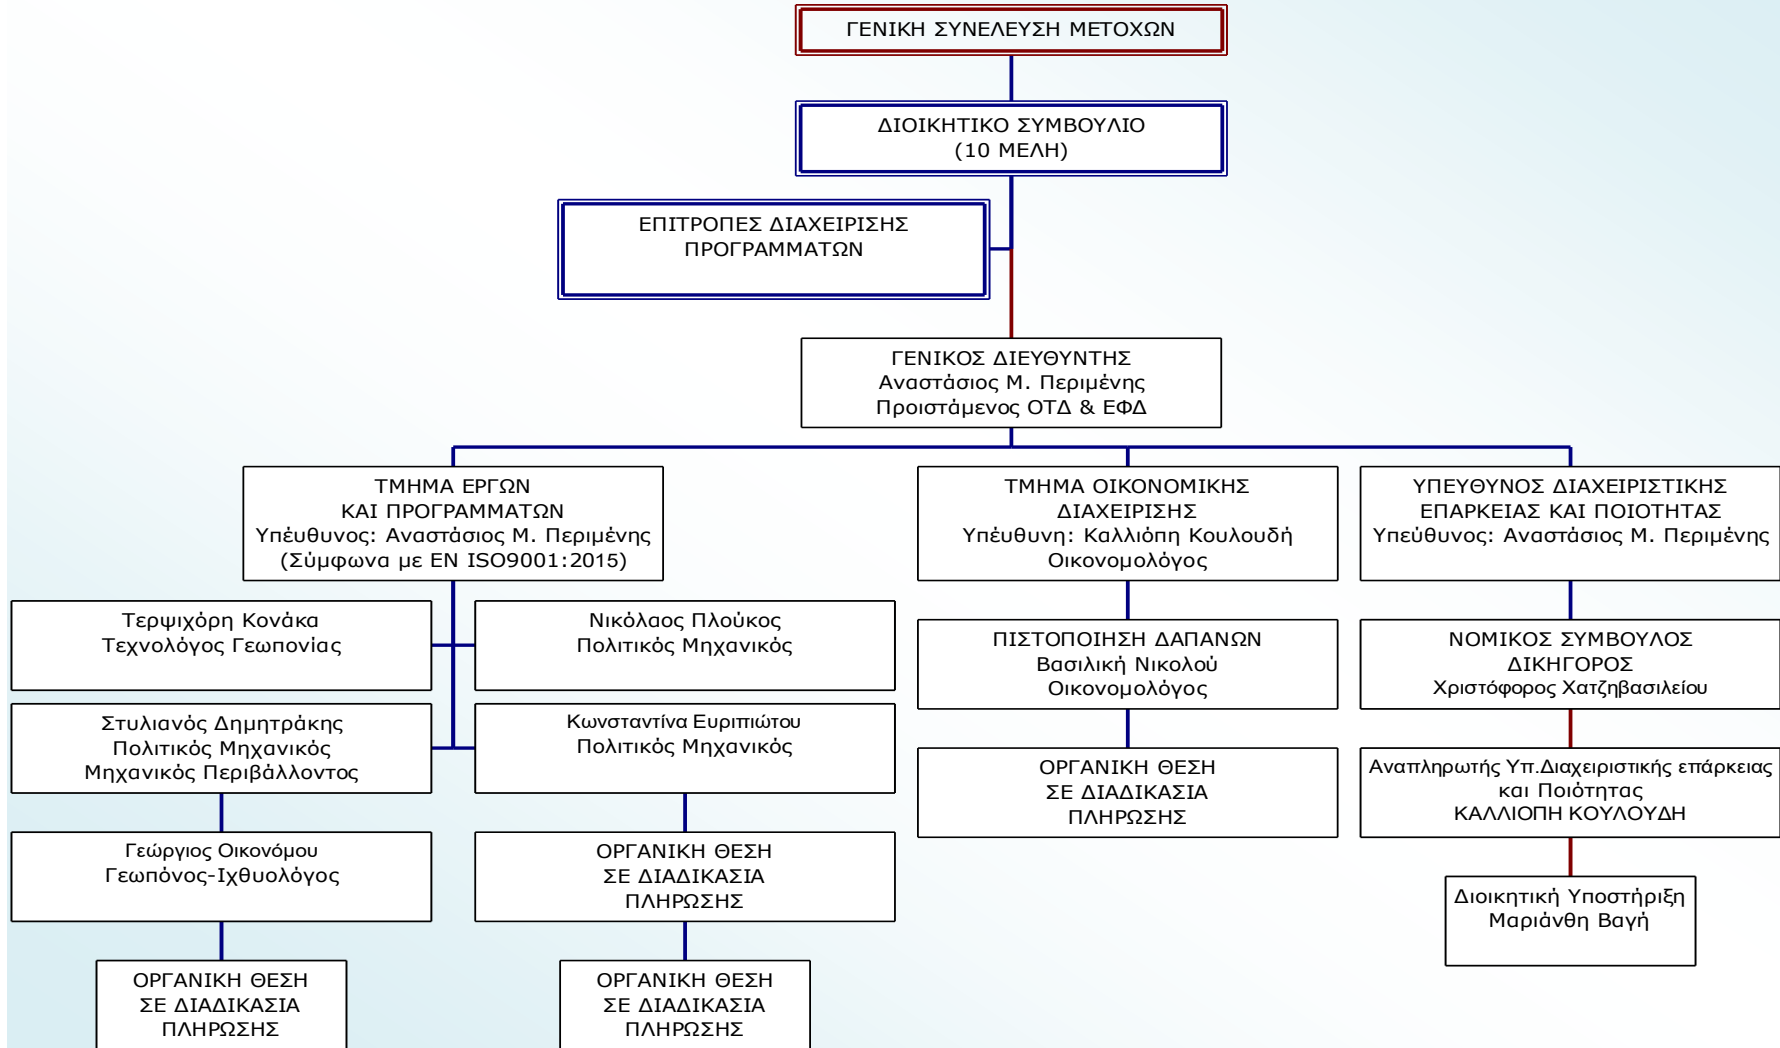 ΓΕΝΙΚΗ ΣΥΝΕΛΕΥΣΗ ΜΕΤΟΧΩΝ
ΔΙΟΙΚΗΤΙΚΟ ΣΥΜΒΟΥΛΙΟ
(10 ΜΕΛΗ)
ΕΠΙΤΡΟΠΕΣ ΔΙΑΧΕΙΡΙΣΗΣ
ΠΡΟΓΡΑΜΜΑΤΩΝ
ΓΕΝΙΚΟΣ ΔΙΕΥΘΥΝΤΗΣ
Αναστάσιος Μ. Περιμένης
Προιστάμενος ΟΤΔ & ΕΦΔ
ΤΜΗΜΑ ΕΡΓΩΝ
ΚΑΙ ΠΡΟΓΡΑΜΜΑΤΩΝ
Υπέυθυνος: Αναστάσιος Μ. Περιμένης
(Σύμφωνα με EN ISO9001:2015)
Τερψιχόρη Κονάκα
Τεχνολόγος Γεωπονίας
Νικόλαος Πλούκος
Πολιτικός Μηχανικός
Στυλιανός Δημητράκης
Πολιτικός Μηχανικός
Μηχανικός Περιβάλλοντος
Κωνσταντίνα Ευριπιώτου
Πολιτικός Μηχανικός
Γεώργιος Οικονόμου
Γεωπόνος-Ιχθυολόγος
ΟΡΓΑΝΙΚΗ ΘΕΣΗ
ΣΕ ΔΙΑΔΙΚΑΣΙΑ
ΠΛΗΡΩΣΗΣ
ΟΡΓΑΝΙΚΗ ΘΕΣΗ
ΣΕ ΔΙΑΔΙΚΑΣΙΑ
ΠΛΗΡΩΣΗΣ
ΟΡΓΑΝΙΚΗ ΘΕΣΗ
ΣΕ ΔΙΑΔΙΚΑΣΙΑ
ΠΛΗΡΩΣΗΣ
ΤΜΗΜΑ ΟΙΚΟΝΟΜΙΚΗΣ
ΔΙΑΧΕΙΡΙΣΗΣ
Υπέυθυνη: Καλλιόπη Κουλουδή
Οικονομολόγος
ΠΙΣΤΟΠΟΙΗΣΗ ΔΑΠΑΝΩΝ
Βασιλική Νικολού
Οικονομολόγος
ΟΡΓΑΝΙΚΗ ΘΕΣΗ
ΣΕ ΔΙΑΔΙΚΑΣΙΑ
ΠΛΗΡΩΣΗΣ
ΥΠΕΥΘΥΝΟΣ ΔΙΑΧΕΙΡΙΣΤΙΚΗΣ
ΕΠΑΡΚΕΙΑΣ ΚΑΙ ΠΟΙΟΤΗΤΑΣ
Υπεύθυνος: Αναστάσιος Μ. Περιμένης
ΝΟΜΙΚΟΣ ΣΥΜΒΟΥΛΟΣ
ΔΙΚΗΓΟΡΟΣ
Χριστόφορος Χατζηβασιλείου
Αναπληρωτής Υπ.Διαχειριστικής επάρκειας
και Ποιότητας
ΚΑΛΛΙΟΠΗ ΚΟΥΛΟΥΔΗ
Διοικητική Υποστήριξη
Μαριάνθη Βαγή